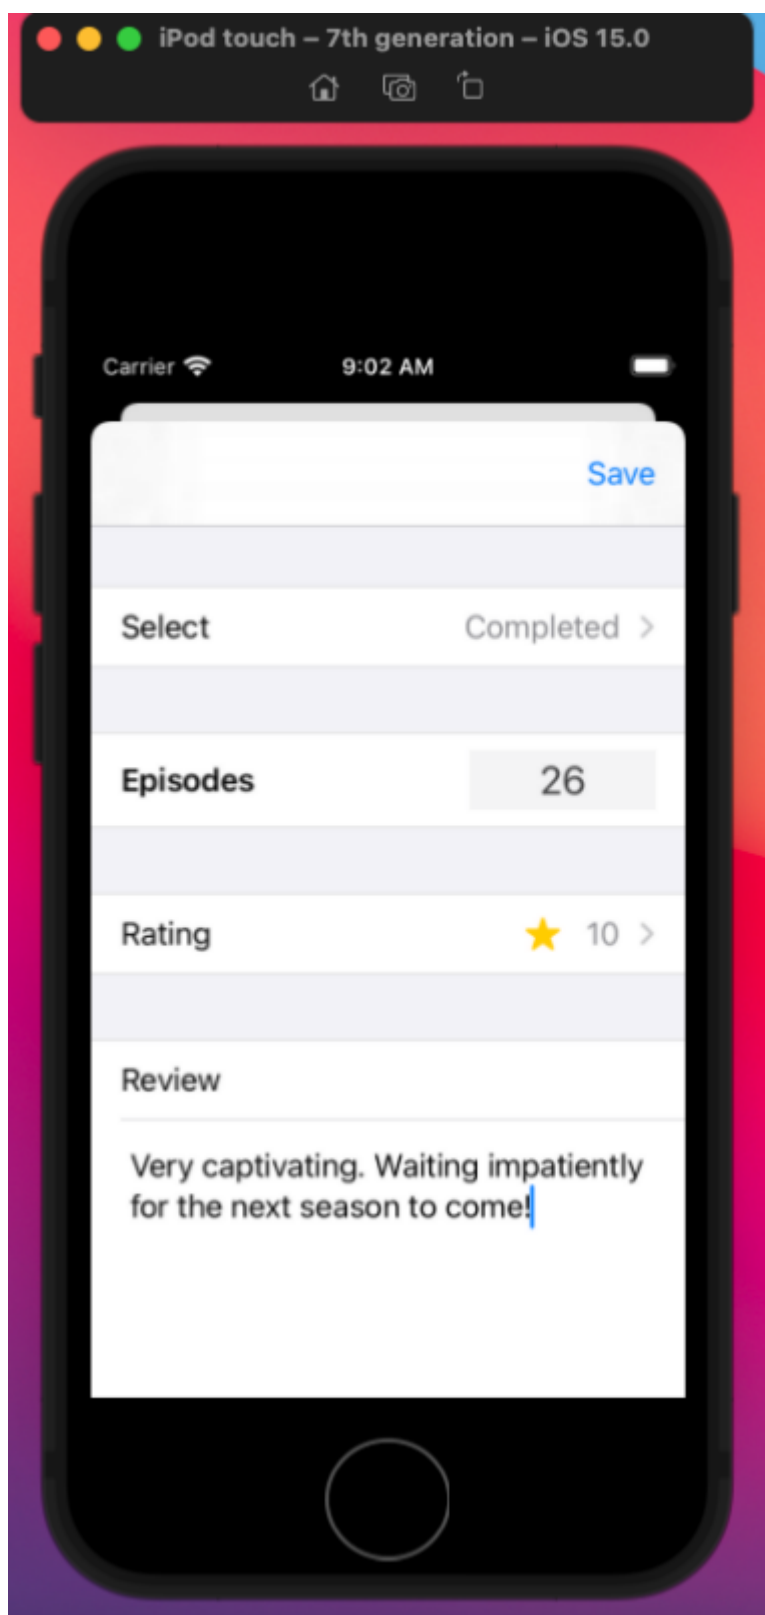 iPod touch – 7th generation – iOS 15.0
Carrier 9:02 AM
Save
Select Completed
Episodes 26
Rating 10
Review
Very captivating. Waiting impatiently
for the next season to come!